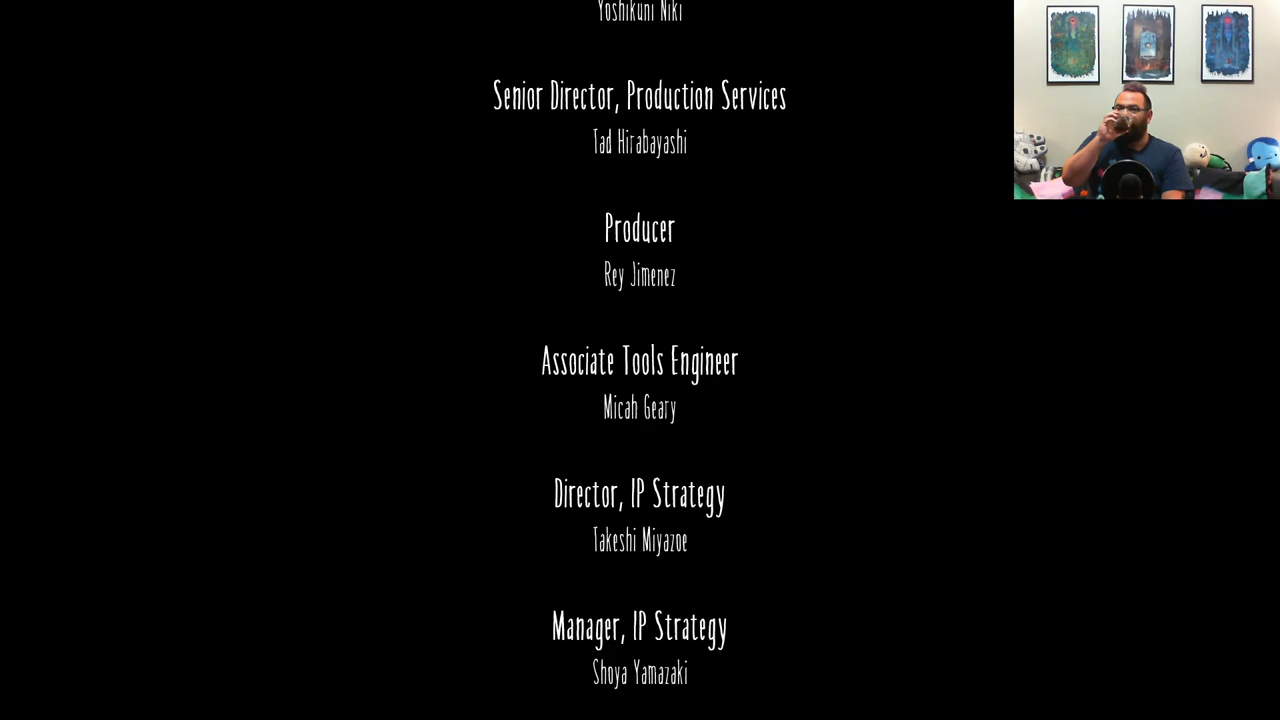 Yoshikuni Niki
Senior Director, Production Services
Tad Hirabayashi
Producer
Rey Jimenez
Associate Tools Engineer
Micah Geary
Director, IP Strategy
Takeshi Miyazoe
Manager, IP Strategy
Shoya Yamazaki